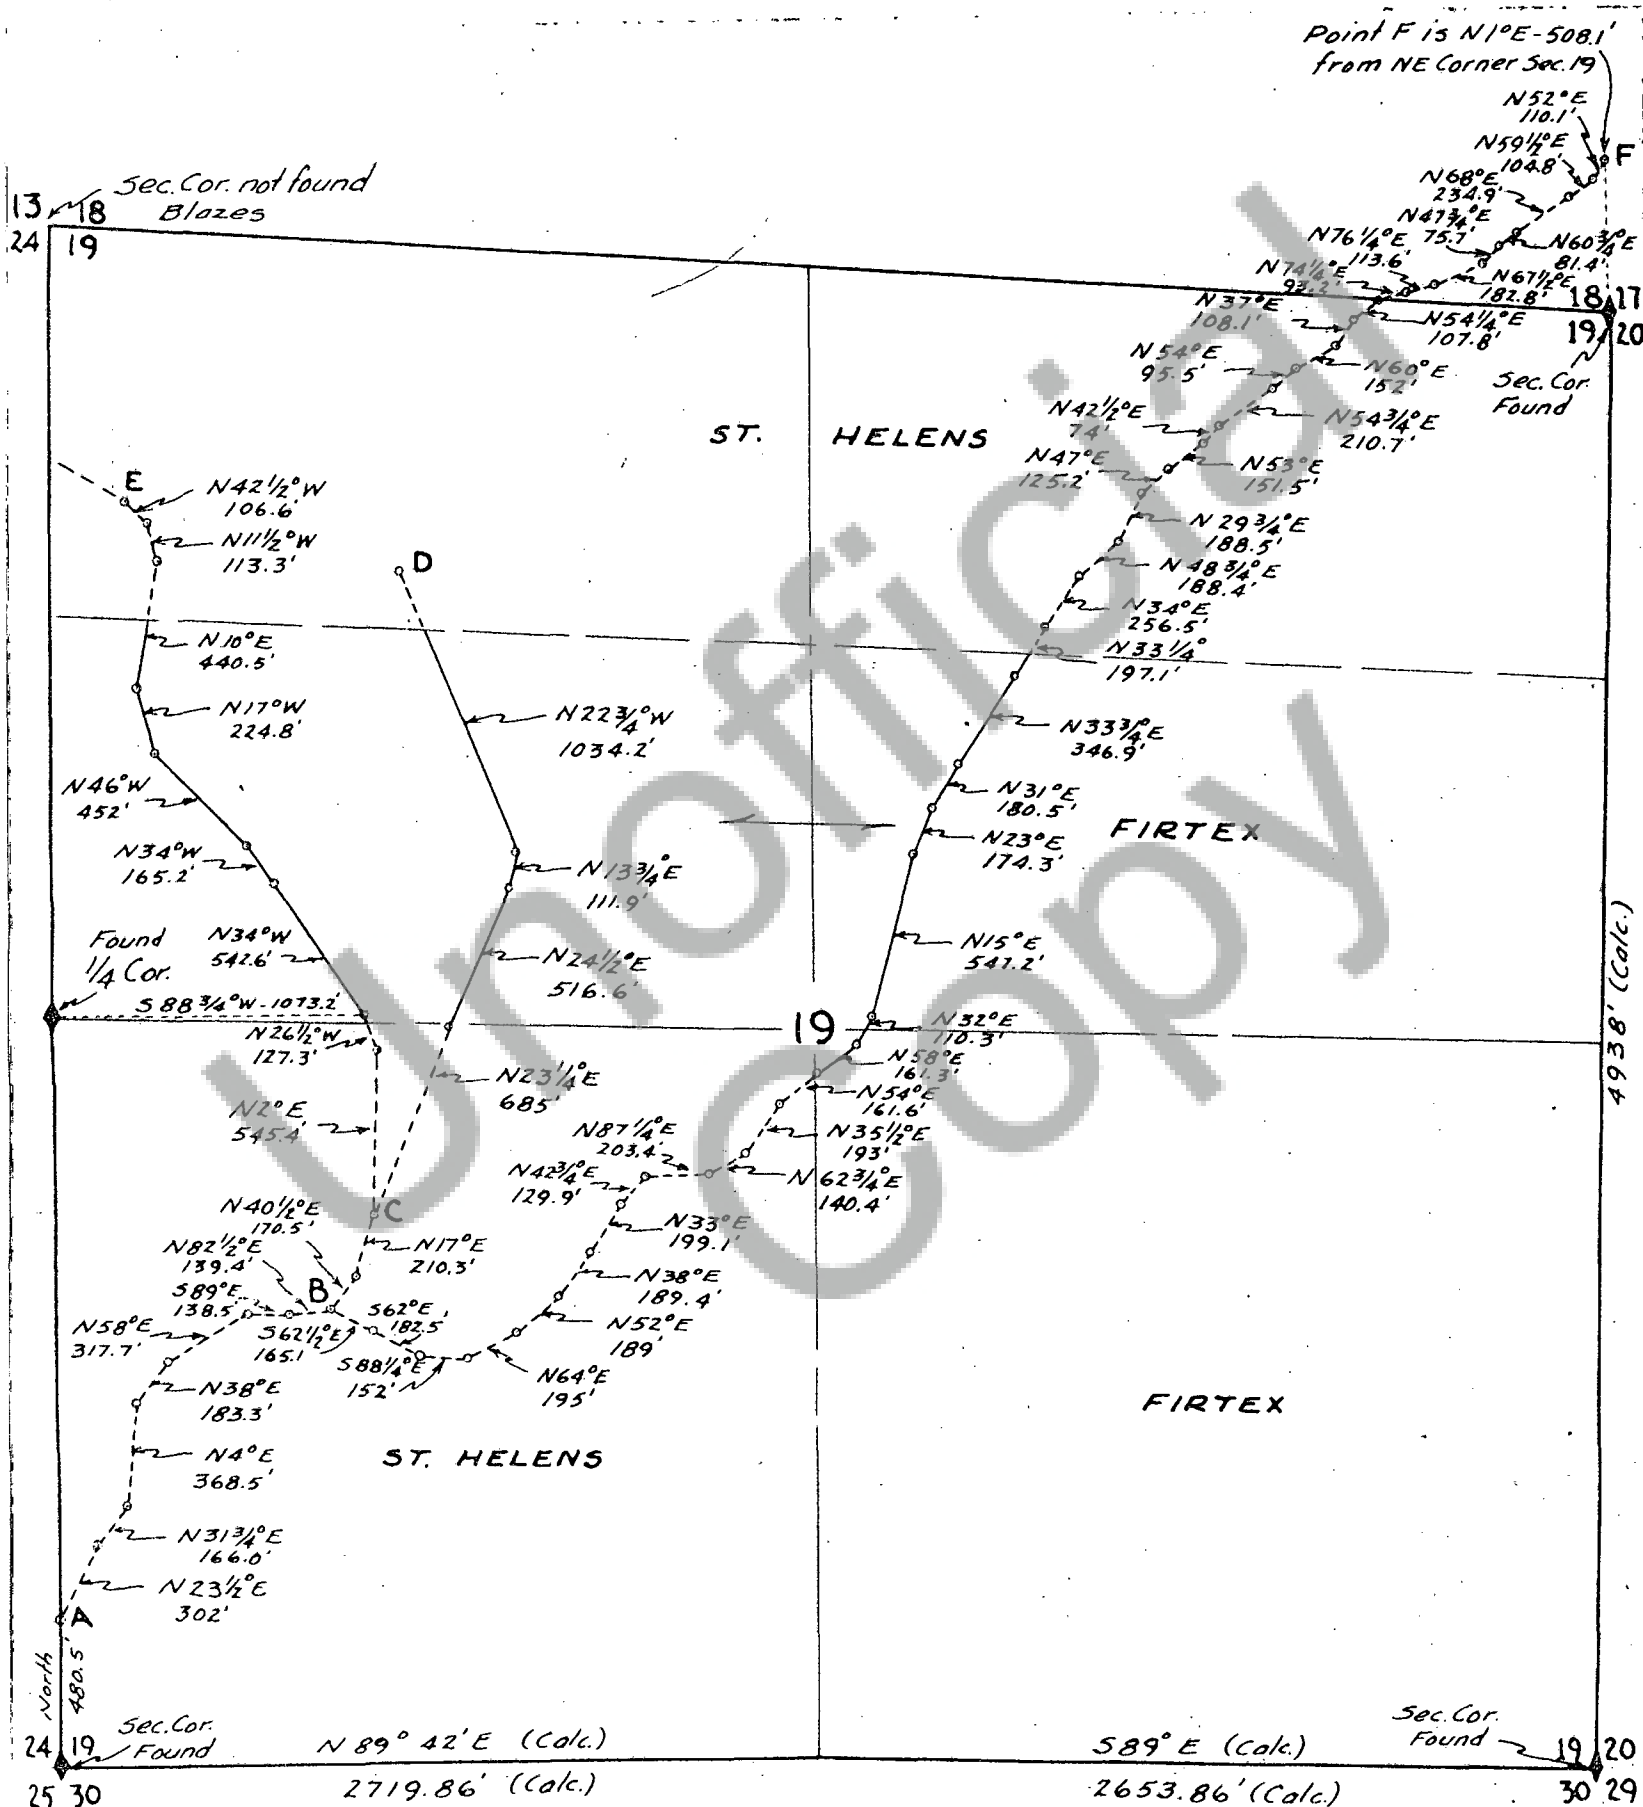 Point F is N1°E-508.1'
from NE Corner Sec. 19
N52°E
110.1'
N59½°E
104.8'
F
N68°E
234.9'
N47¾°E
75.7'
N60¾°E
81.4'
N76¼°E
113.6'
N74¼°E
N67½°E
182.8'
Sec. Cor. not found
Blazes
13 18
24 19
18 17
19 20
N37°E
108.1'
N54¼°E
107.8'
N54°E
95.5'
N60°E
152'
Sec. Cor.
Found
N42½°E
74'
N54¾°E
210.7'
ST. HELENS
N47°E
125.2'
N53°E
151.5'
E
N42½°W
106.6'
N11½°W
113.3'
N29¾°E
188.5'
D
N48¾°E
188.4'
N34°E
256.5'
N10°E
440.5'
N33¼°
197.1'
N17°W
224.8'
N22¾°W
1034.2'
N33¾°E
346.9'
N46°W
452'
N31°E
180.5'
FIRTEX
N23°E
174.3'
N34°W
165.2'
N13¾°E
111.9'
Found
¼ Cor.
N34°W
542.6'
N24½°E
516.6'
N15°E
547.2'
4938' (Calc.)
S88¾°W-1073.2'
19
N32°E
110.3'
N26½°W
127.3'
N58°E
161.3'
N23¼°E
685'
N54°E
161.6'
N2°E
545.4'
N87¼°E
203.4'
N35½°E
193'
N42¾°E
129.9'
N62¾°E
140.4'
N40½°E
170.5'
C
N33°E
199.1'
N82½°E
139.4'
N17°E
210.3'
N38°E
189.4'
S89°E
138.5'
B
S62°E
182.5'
N58°E
317.7'
S62½°E
165.1'
N52°E
189'
S88¼°E
152'
N64°E
195'
N38°E
183.3'
FIRTEX
N4°E
368.5'
ST. HELENS
N31¾°E
166.0'
N23½°E
302'
A
North
480.5'
Sec. Cor.
Found
24 19
25 30
N 89° 42' E (Calc.)
2719.86' (Calc.)
S89°E (Calc.)
2653.86' (Calc.)
Sec. Cor.
Found
19 20
30 29
Unofficial
Copy